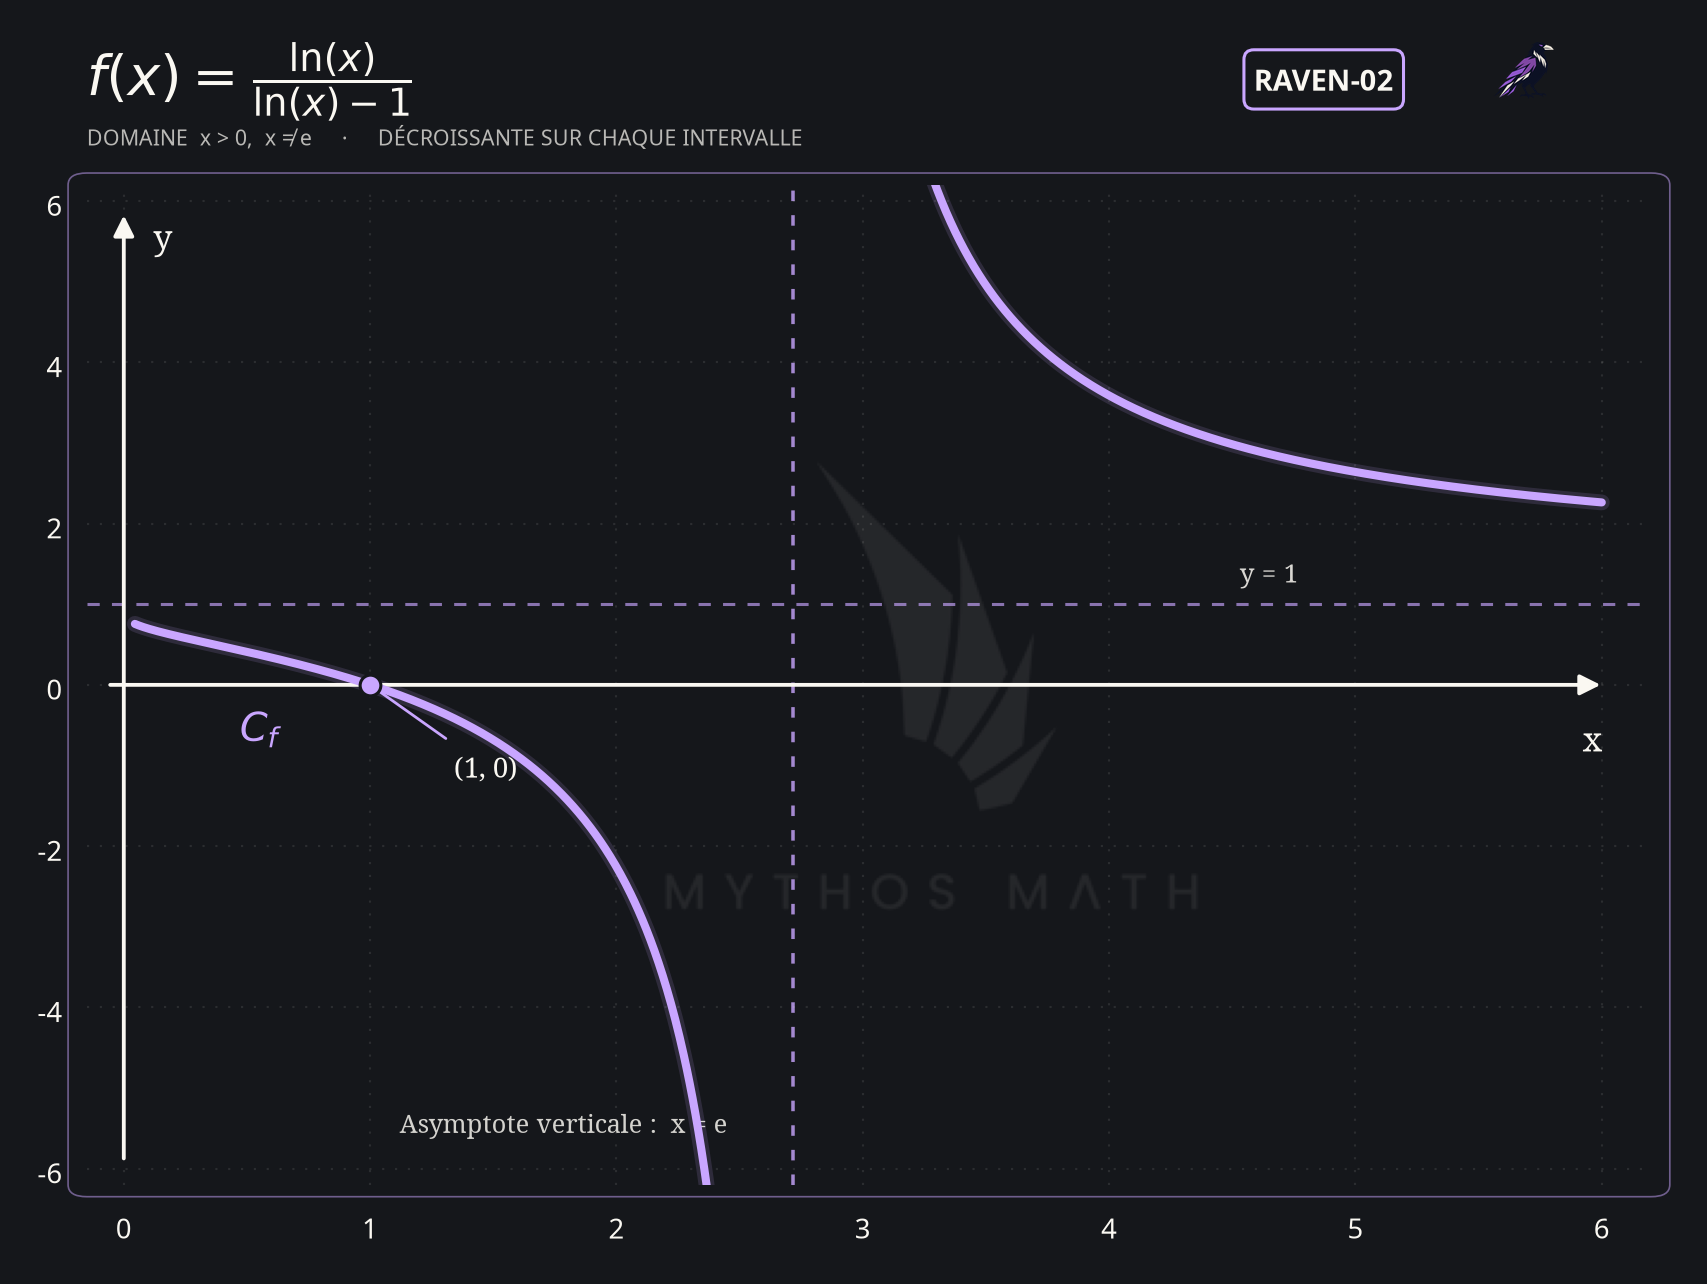 f(x) = ln(x) / ln(x) − 1
RAVEN-02
DOMAINE x > 0, x ≠ e · DÉCROISSANTE SUR CHAQUE INTERVALLE
6
y
4
2
y = 1
0
C_f
x
(1, 0)
-2
MYTHOS MΛTH
-4
Asymptote verticale : x = e
-6
0 1 2 3 4 5 6